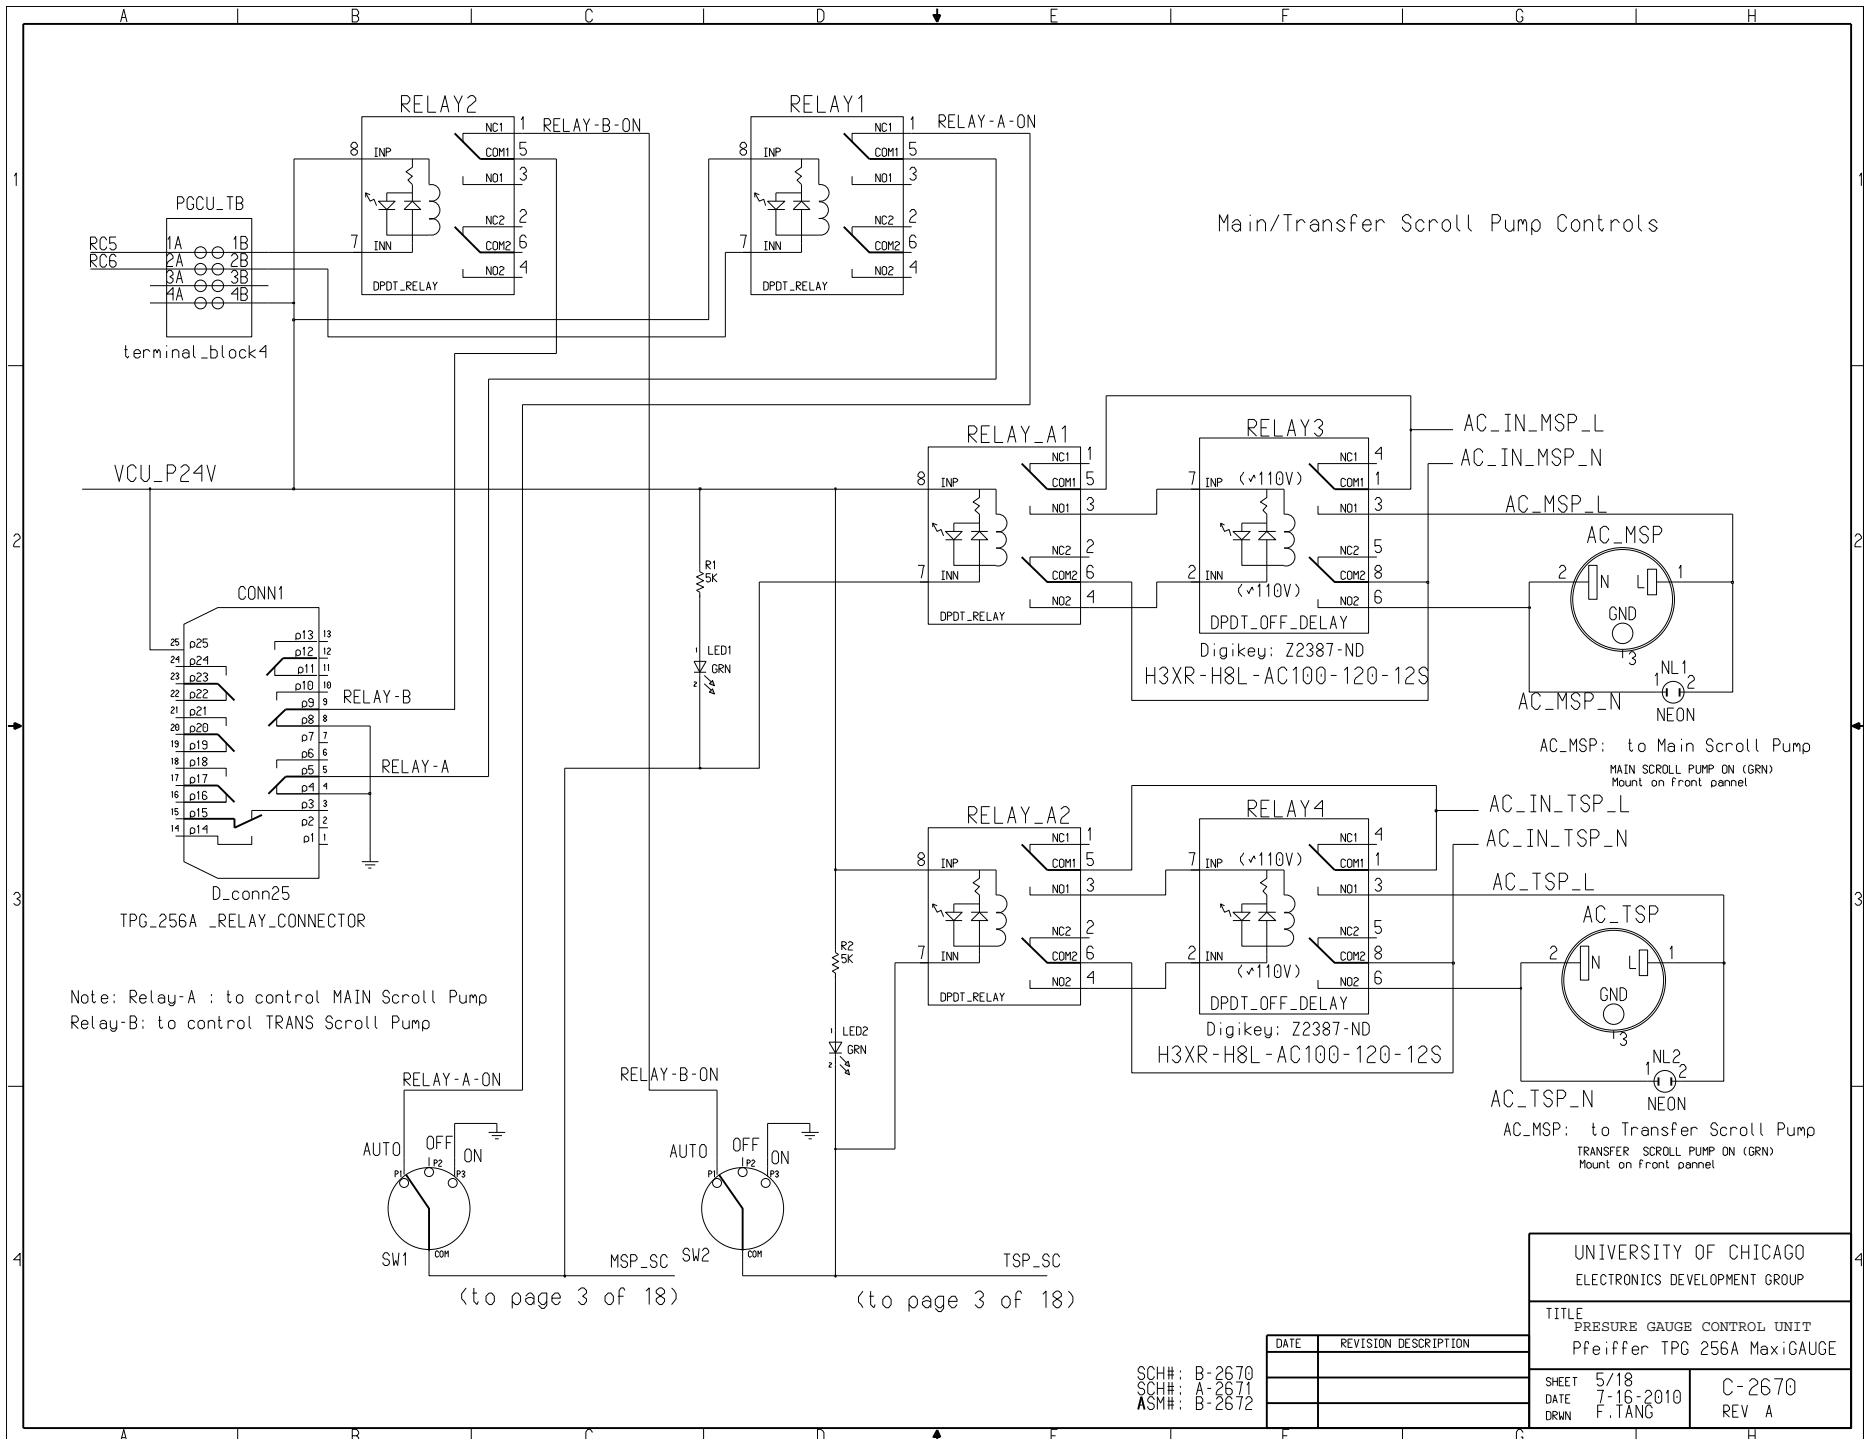 A B C D E F G H
RELAY2
RELAY1
NC1 1 RELAY-B-ON
NC1 1 RELAY-A-ON
8 INP COM1 5
8 INP COM1 5
NO1 3
NO1 3
NC2 2
NC2 2
7 INN COM2 6
7 INN COM2 6
NO2 4
NO2 4
DPDT_RELAY
DPDT_RELAY
1
1
PGCU_TB
RC5 1A 1B
RC6 2A 2B
3A 3B
4A 4B
terminal_block4
Main/Transfer Scroll Pump Controls
VCU_P24V
RELAY_A1
NC1 1
8 INP COM1 5
NO1 3
NC2 2
7 INN COM2 6
NO2 4
DPDT_RELAY
RELAY3
NC1 4
7 INP (~110V) COM1 1
NO1 3
NC2 5
2 INN COM2 8
(~110V)
NO2 6
DPDT_OFF_DELAY
Digikey: Z2387-ND
H3XR-H8L-AC100-120-12S
AC_IN_MSP_L
AC_IN_MSP_N
AC_MSP_L
AC_MSP
2 N L 1
GND
3
NL1
1 2
NEON
AC_MSP_N
AC_MSP: to Main Scroll Pump
MAIN SCROLL PUMP ON (GRN)
Mount on front pannel
2
2
R1
5K
1 LED1
GRN
2
CONN1
25 p25
24 p24
23 p23
22 p22
21 p21
20 p20
19 p19
18 p18
17 p17
16 p16
15 p15
14 p14
p13 13
p12 12
p11 11
p10 10
p9 9
p8 8
p7 7
p6 6
p5 5
p4 4
p3 3
p2 2
p1 1
RELAY-B
RELAY-A
D_conn25
TPG_256A _RELAY_CONNECTOR
3
3
RELAY_A2
NC1 1
8 INP COM1 5
NO1 3
NC2 2
7 INN COM2 6
NO2 4
DPDT_RELAY
RELAY4
NC1 4
7 INP (~110V) COM1 1
NO1 3
NC2 5
2 INN COM2 8
(~110V)
NO2 6
DPDT_OFF_DELAY
Digikey: Z2387-ND
H3XR-H8L-AC100-120-12S
AC_IN_TSP_L
AC_IN_TSP_N
AC_TSP_L
AC_TSP
2 N L 1
GND
3
NL2
1 2
NEON
AC_TSP_N
AC_MSP: to Transfer Scroll Pump
TRANSFER SCROLL PUMP ON (GRN)
Mount on front pannel
R2
5K
1 LED2
GRN
2
Note: Relay-A : to control MAIN Scroll Pump
Relay-B: to control TRANS Scroll Pump
RELAY-A-ON
AUTO OFF ON
P1 P2 P3
COM
SW1
MSP_SC
(to page 3 of 18)
RELAY-B-ON
AUTO OFF ON
P1 P2 P3
COM
SW2
TSP_SC
(to page 3 of 18)
4
4
UNIVERSITY OF CHICAGO
ELECTRONICS DEVELOPMENT GROUP
TITLE
PRESURE GAUGE CONTROL UNIT
Pfeiffer TPG 256A MaxiGAUGE
SHEET 5/18
DATE 7-16-2010
DRWN F.TANG
C-2670
REV A
DATE REVISION DESCRIPTION
SCH#: B-2670
SCH#: A-2671
ASM#: B-2672
A B C D E F G H